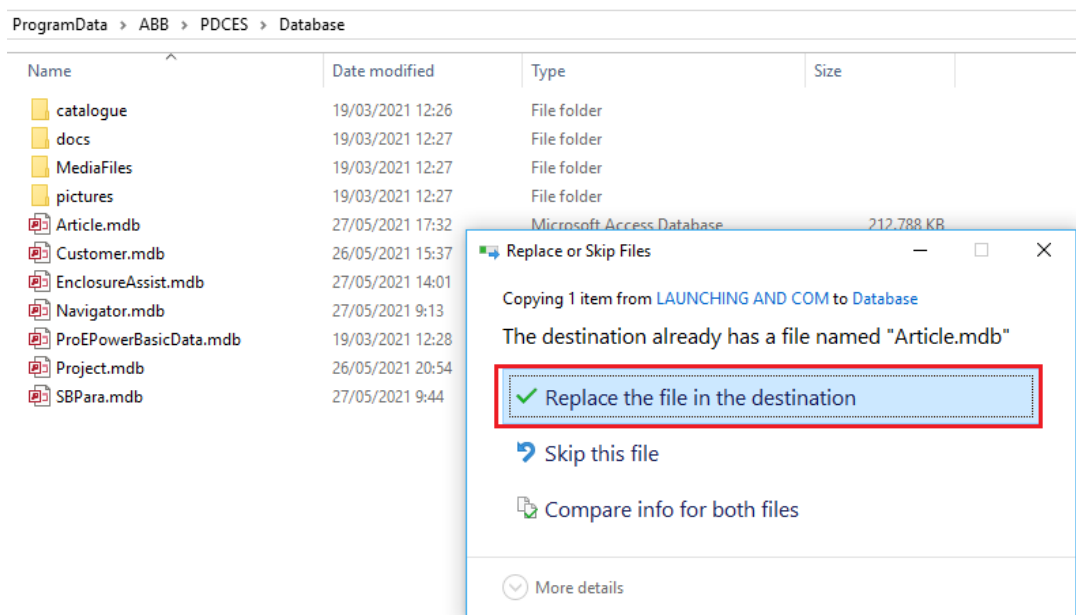 ProgramData > ABB > PDCES > Database
Name Date modified Type Size
catalogue 19/03/2021 12:26 File folder
docs 19/03/2021 12:27 File folder
MediaFiles 19/03/2021 12:27 File folder
pictures 19/03/2021 12:27 File folder
Article.mdb 27/05/2021 17:32 Microsoft Access Database 212.788 KB
Customer.mdb 26/05/2021 15:37
EnclosureAssist.mdb 27/05/2021 14:01
Navigator.mdb 27/05/2021 9:13
ProEPowerBasicData.mdb 19/03/2021 12:28
Project.mdb 26/05/2021 20:54
SBPara.mdb 27/05/2021 9:44
Replace or Skip Files
Copying 1 item from LAUNCHING AND COM to Database
The destination already has a file named "Article.mdb"
Replace the file in the destination
Skip this file
Compare info for both files
More details